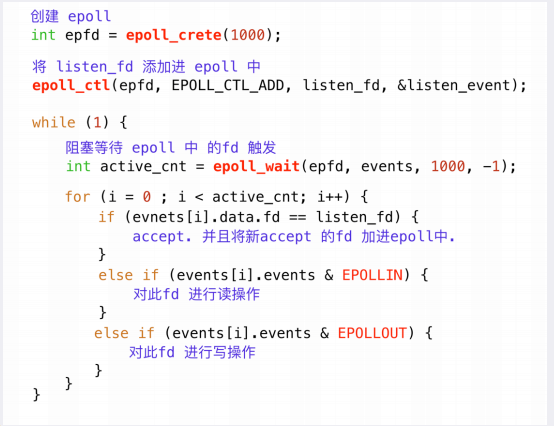 创建 epoll
int epfd = epoll_crete(1000);
将 listen_fd 添加进 epoll 中
epoll_ctl(epfd, EPOLL_CTL_ADD, listen_fd, &listen_event);
while (1) {
阻塞等待 epoll 中 的fd 触发
int active_cnt = epoll_wait(epfd, events, 1000, -1);
for (i = 0 ; i < active_cnt; i++) {
if (evnets[i].data.fd == listen_fd) {
accept. 并且将新accept 的fd 加进epoll中.
}
else if (events[i].events & EPOLLIN) {
对此fd 进行读操作
}
else if (events[i].events & EPOLLOUT) {
对此fd 进行写操作
}
}
}